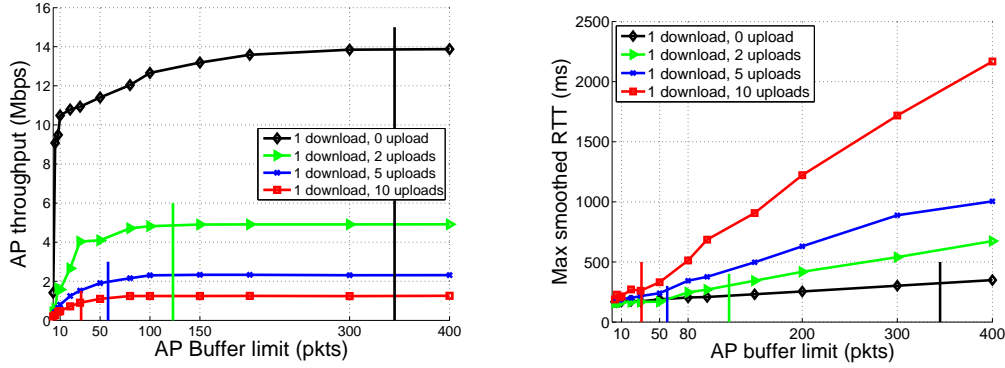 16
14
12
10
8
6
4
2
0
AP throughput (Mbps)
1 download, 0 upload
1 download, 2 uploads
1 download, 5 uploads
1 download, 10 uploads
10 50 100 150 300 400
AP Buffer limit (pkts)
2500
2000
1500
1000
500
0
Max smoothed RTT (ms)
1 download, 0 upload
1 download, 2 uploads
1 download, 5 uploads
1 download, 10 uploads
10 50 80 200 300 400
AP buffer limit (pkts)